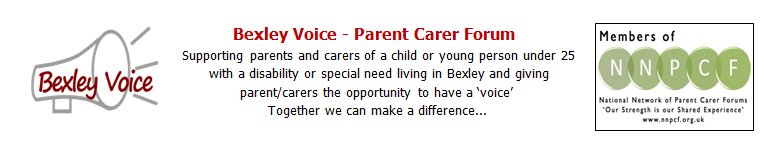 Bexley Voice
Bexley Voice - Parent Carer Forum
Supporting parents and carers of a child or young person under 25
with a disability or special need living in Bexley and giving
parent/carers the opportunity to have a ‘voice’
Together we can make a difference...
Members of
N N P C F
National Network of Parent Carer Forums
'Our Strength is our Shared Experience'
www.nnpcf.org.uk